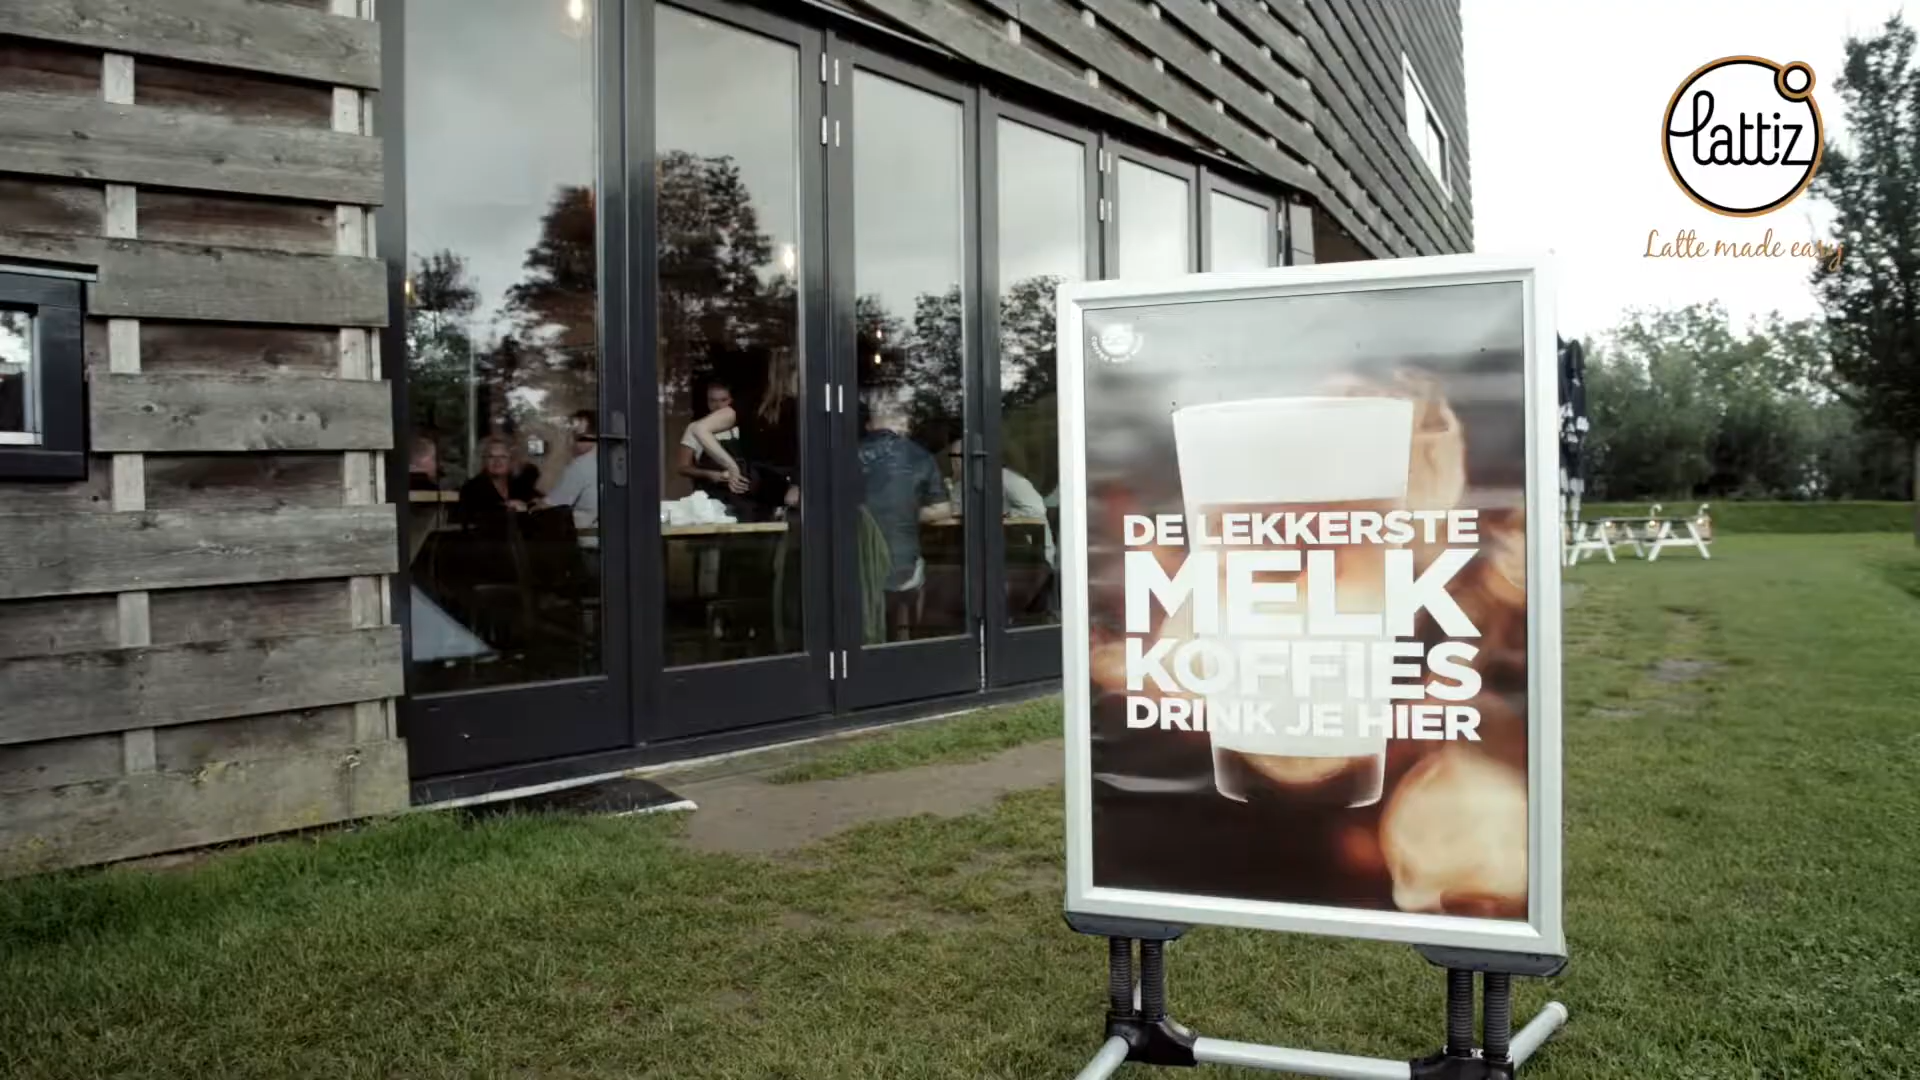 lattiz
Latte made easy
DE LEKKERSTE
MELK
KOFFIES
DRINK JE HIER